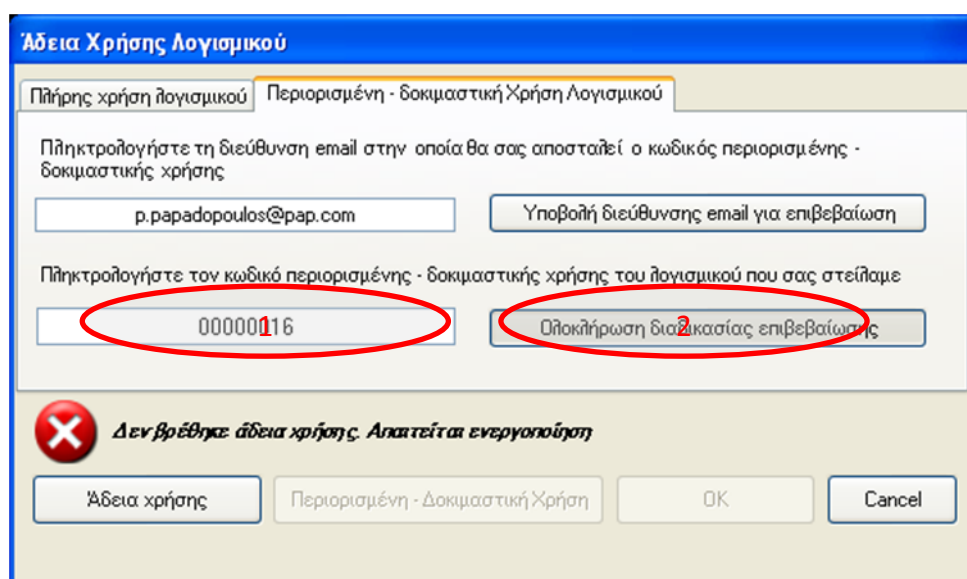 Άδεια Χρήσης Λογισμικού
Πλήρης χρήση λογισμικού Περιορισμένη - δοκιμαστική Χρήση Λογισμικού
Πληκτρολογήστε τη διεύθυνση email στην οποία θα σας αποσταλεί ο κωδικός περιορισμένης -
δοκιμαστικής χρήσης
p.papadopoulos@pap.com Υποβολή διεύθυνσης email για επιβεβαίωση
Πληκτρολογήστε τον κωδικό περιορισμένης - δοκιμαστικής χρήσης του λογισμικού που σας στείλαμε
00000016 Ολοκλήρωση διαδικασίας επιβεβαίωσης
1 2
Δεν βρέθηκε άδεια χρήσης. Απαιτείται ενεργοποίηση
Άδεια χρήσης Περιορισμένη - Δοκιμαστική Χρήση OK Cancel